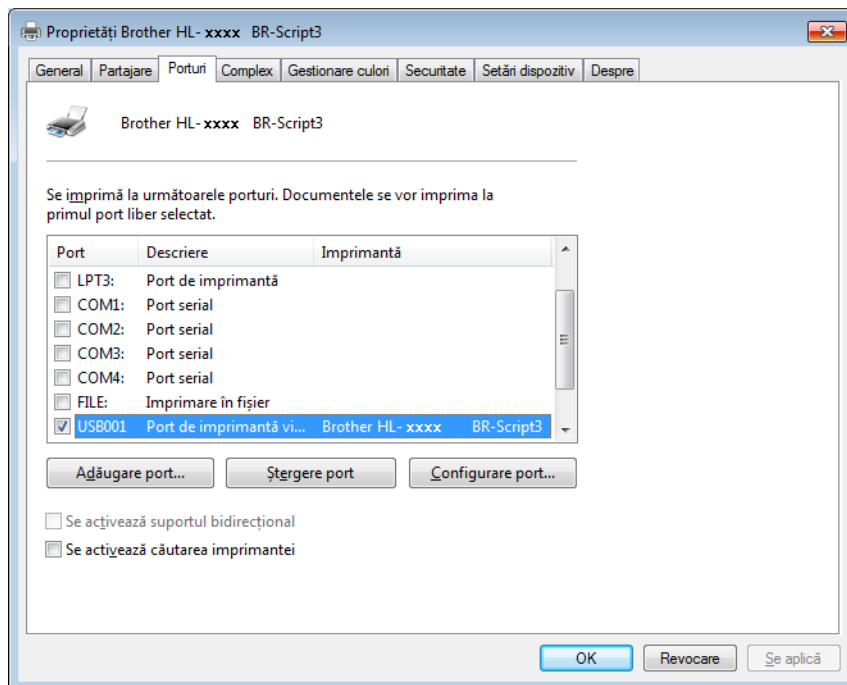 Proprietăți Brother HL- xxxx BR-Script3
General Partajare Porturi Complex Gestionare culori Securitate Setări dispozitiv Despre
Brother HL- xxxx BR-Script3
Se imprimă la următoarele porturi. Documentele se vor imprima la
primul port liber selectat.
Port Descriere Imprimantă
LPT3: Port de imprimantă
COM1: Port serial
COM2: Port serial
COM3: Port serial
COM4: Port serial
FILE: Imprimare în fișier
USB001 Port de imprimantă vi... Brother HL- xxxx BR-Script3
Adăugare port... Ștergere port Configurare port...
Se activează suportul bidirecțional
Se activează căutarea imprimantei
OK Revocare Se aplică